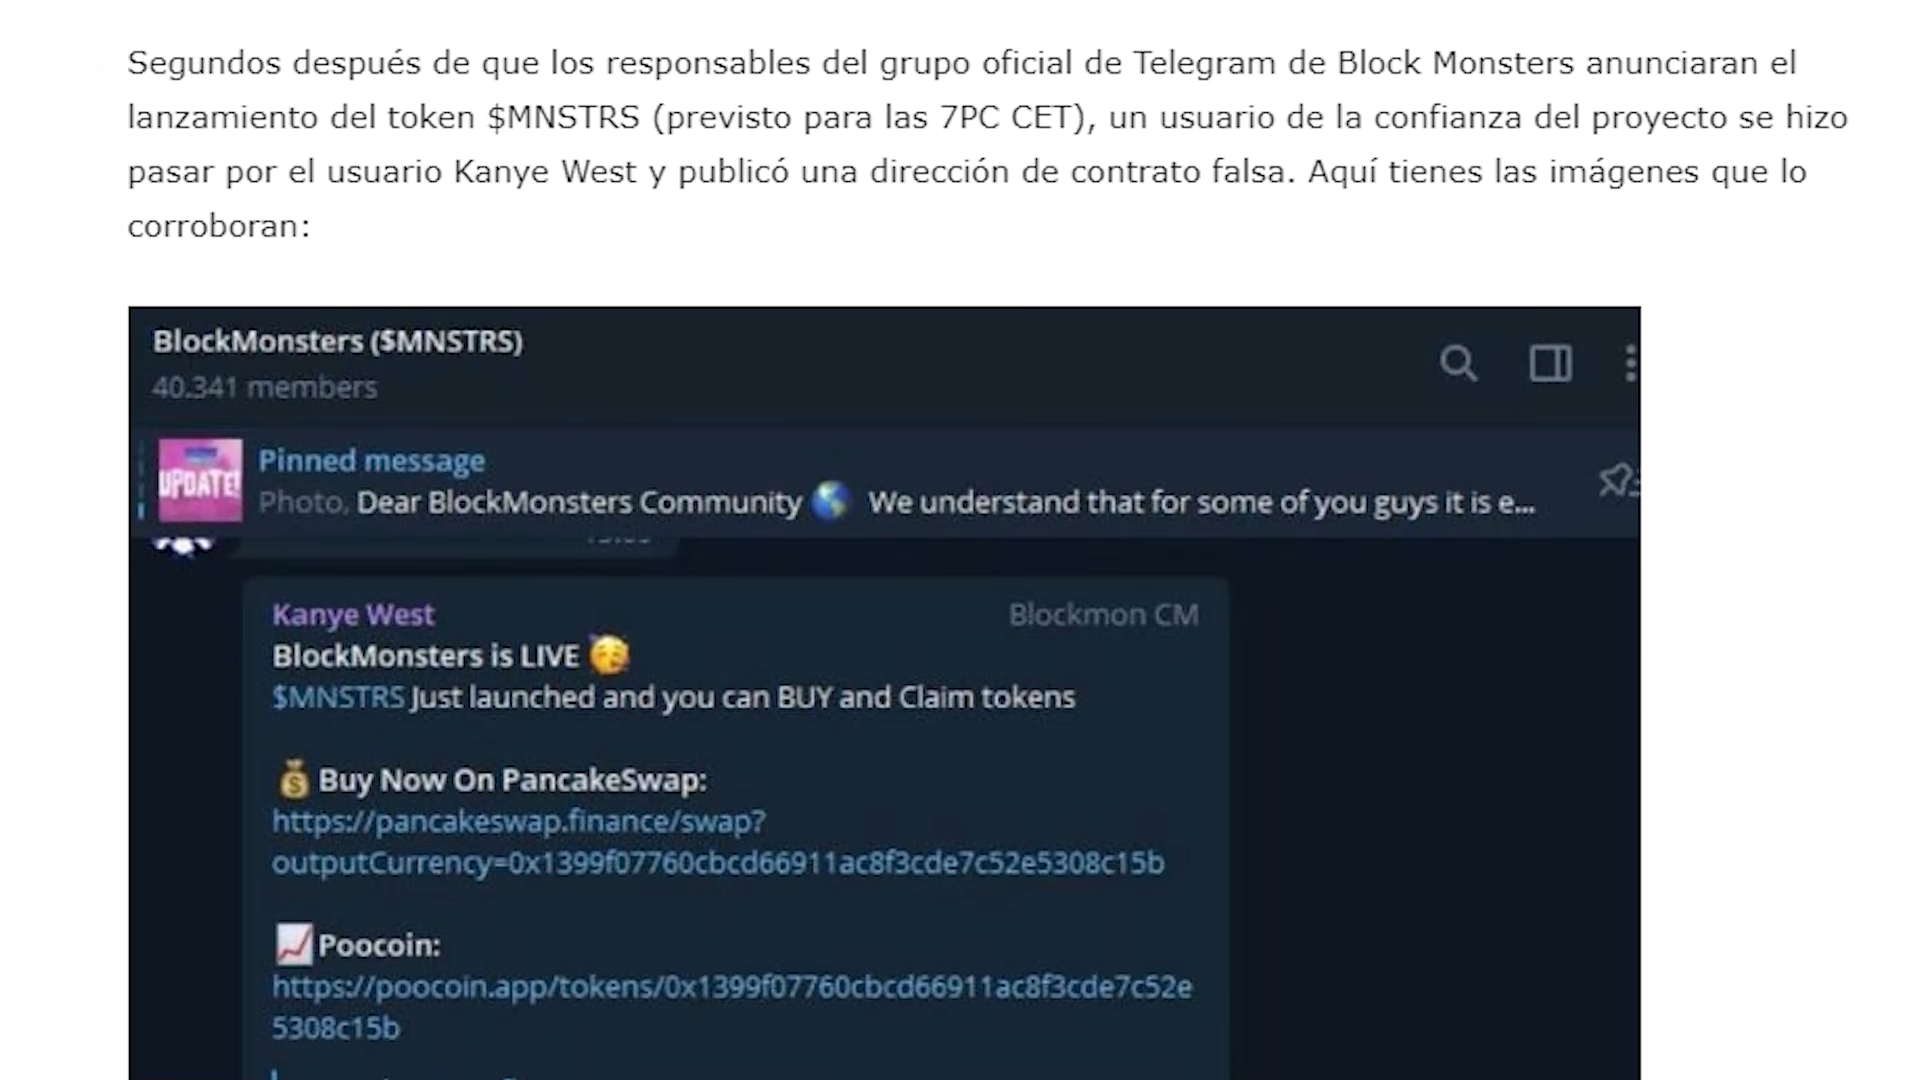 Segundos después de que los responsables del grupo oficial de Telegram de Block Monsters anunciaran el
lanzamiento del token $MNSTRS (previsto para las 7PC CET), un usuario de la confianza del proyecto se hizo
pasar por el usuario Kanye West y publicó una dirección de contrato falsa. Aquí tienes las imágenes que lo
corroboran:
BlockMonsters ($MNSTRS)
40.341 members
UPDATE!
Pinned message
Photo, Dear BlockMonsters Community 🌎 We understand that for some of you guys it is e...
Kanye West Blockmon CM
BlockMonsters is LIVE 🥳
$MNSTRS Just launched and you can BUY and Claim tokens
💰 Buy Now On PancakeSwap:
https://pancakeswap.finance/swap?
outputCurrency=0x1399f07760cbcd66911ac8f3cde7c52e5308c15b
📈 Poocoin:
https://poocoin.app/tokens/0x1399f07760cbcd66911ac8f3cde7c52e
5308c15b